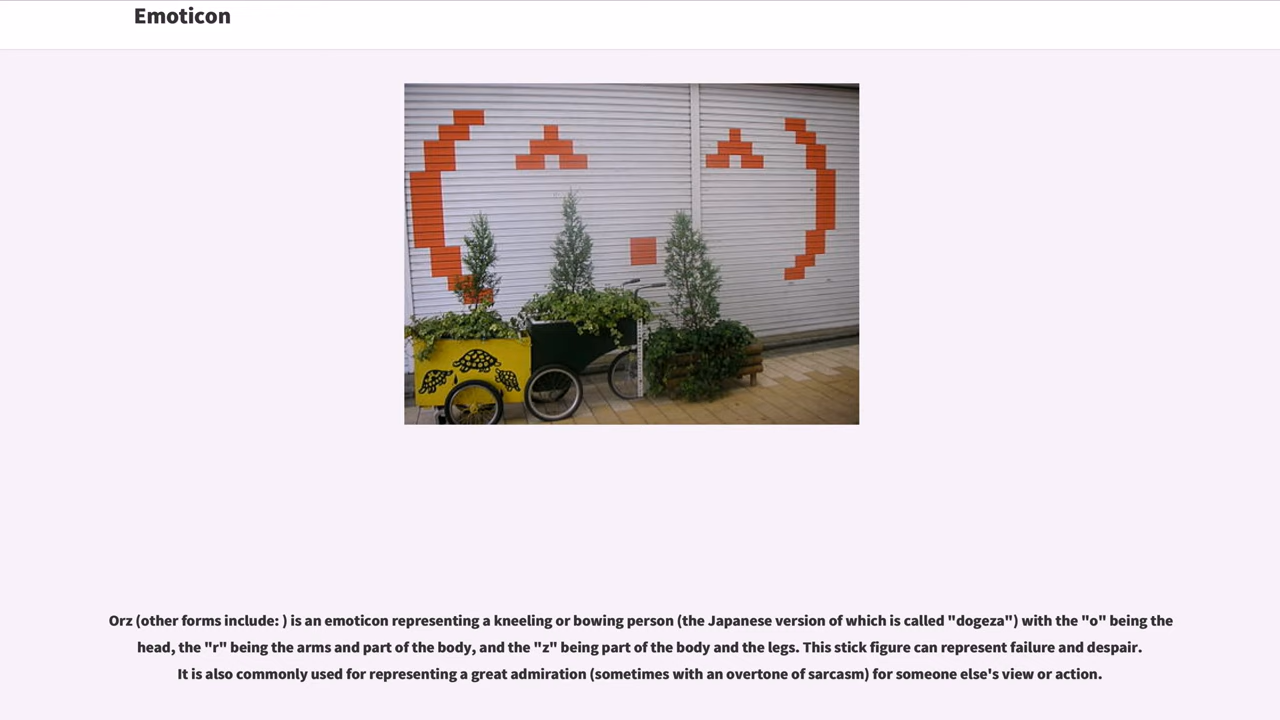 Emoticon
Orz (other forms include: ) is an emoticon representing a kneeling or bowing person (the Japanese version of which is called "dogeza") with the "o" being the
head, the "r" being the arms and part of the body, and the "z" being part of the body and the legs. This stick figure can represent failure and despair.
It is also commonly used for representing a great admiration (sometimes with an overtone of sarcasm) for someone else's view or action.